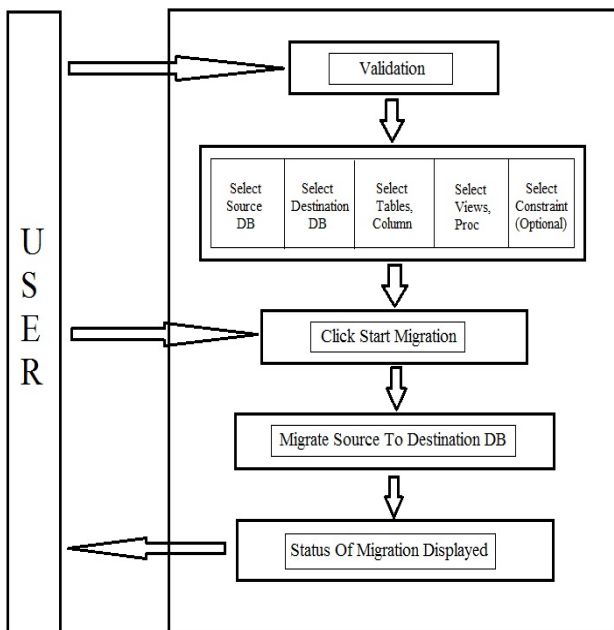 USER
Validation
Select
Source
DB
Select
Destination
DB
Select
Tables,
Column
Select
Views,
Proc
Select
Constraint
(Optional)
Click Start Migration
Migrate Source To Destination DB
Status Of Migration Displayed